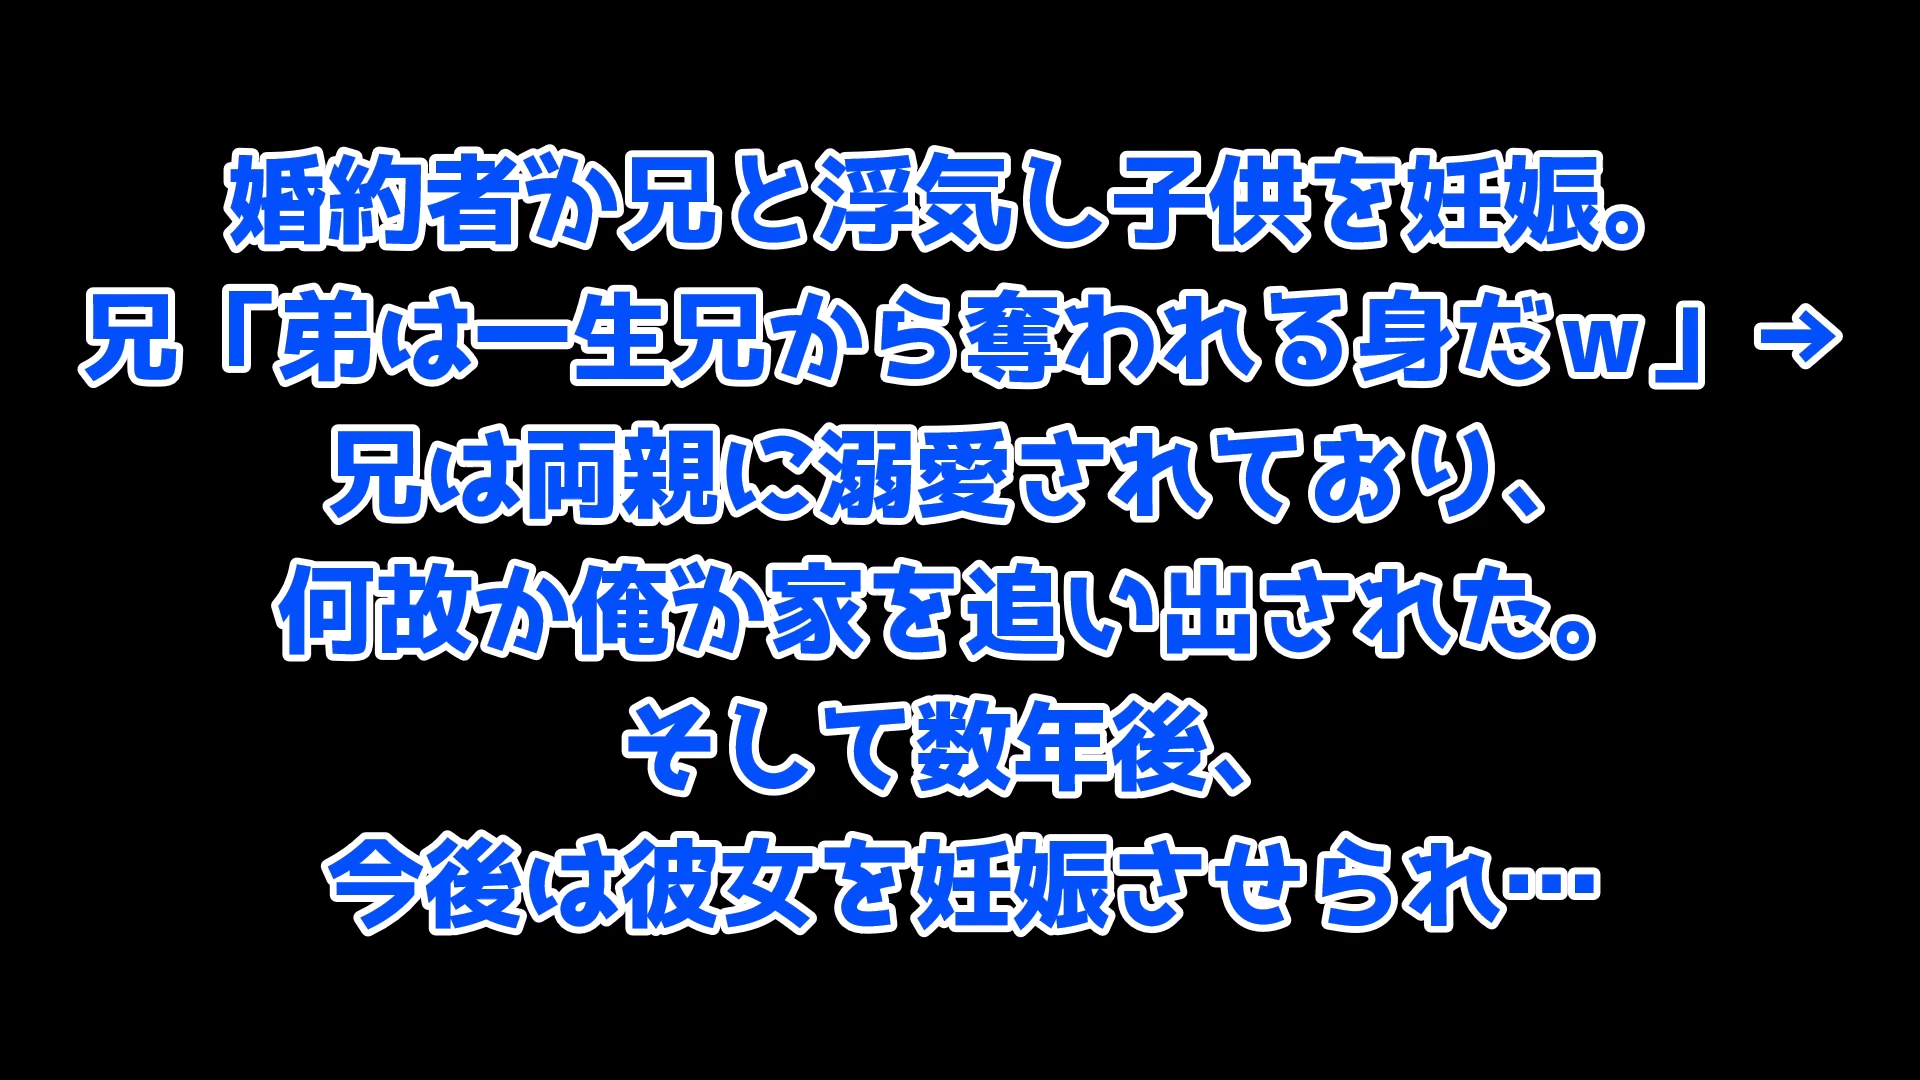 婚約者が兄と浮気し子供を妊娠。
兄「弟は一生兄から奪われる身だｗ」→
兄は両親に溺愛されており、
何故か俺が家を追い出された。
そして数年後、
今後は彼女を妊娠させられ…